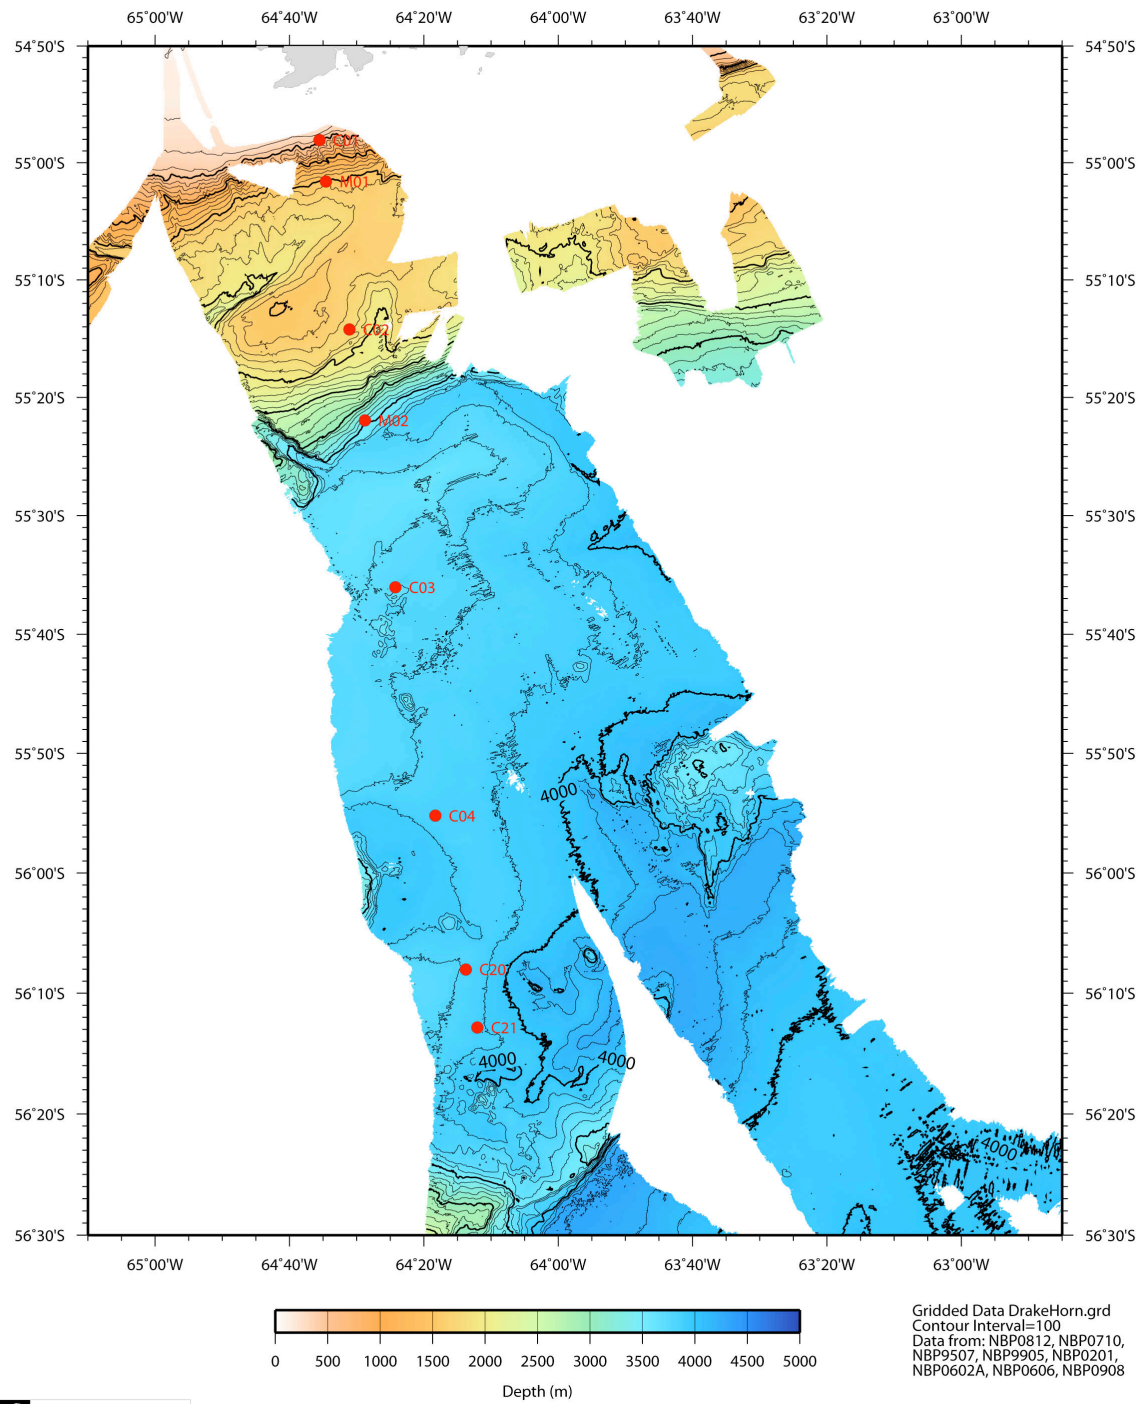 65˚00'W 64˚40'W 64˚20'W 64˚00'W 63˚40'W 63˚20'W 63˚00'W
54˚50'S 54˚50'S
C01
55˚00'S 55˚00'S
M01
55˚10'S 55˚10'S
C02
55˚20'S 55˚20'S
M02
55˚30'S 55˚30'S
C03
55˚40'S 55˚40'S
55˚50'S 55˚50'S
4000
C04
56˚00'S 56˚00'S
C20
56˚10'S 56˚10'S
C21
4000 4000
56˚20'S 56˚20'S
4000
56˚30'S 56˚30'S
65˚00'W 64˚40'W 64˚20'W 64˚00'W 63˚40'W 63˚20'W 63˚00'W
0 500 1000 1500 2000 2500 3000 3500 4000 4500 5000
Depth (m)
Gridded Data DrakeHorn.grd
Contour Interval=100
Data from: NBP0812, NBP0710,
NBP9507, NBP9905, NBP0201,
NBP0602A, NBP0606, NBP0908